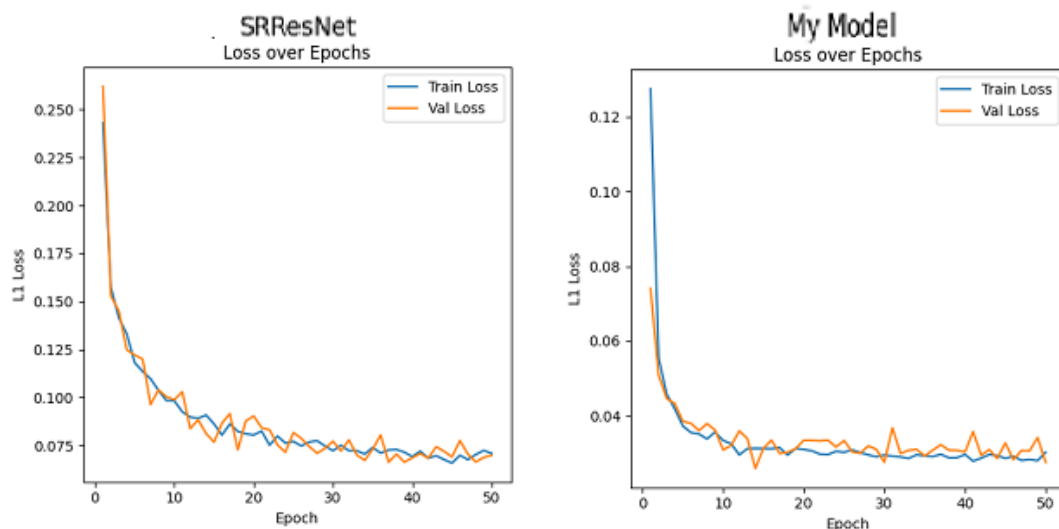 SRResNet
Loss over Epochs
Train Loss
Val Loss
0.250
0.225
0.200
0.175
0.150
0.125
0.100
0.075
L1 Loss
0 10 20 30 40 50
Epoch
My Model
Loss over Epochs
Train Loss
Val Loss
0.12
0.10
0.08
0.06
0.04
L1 Loss
0 10 20 30 40 50
Epoch